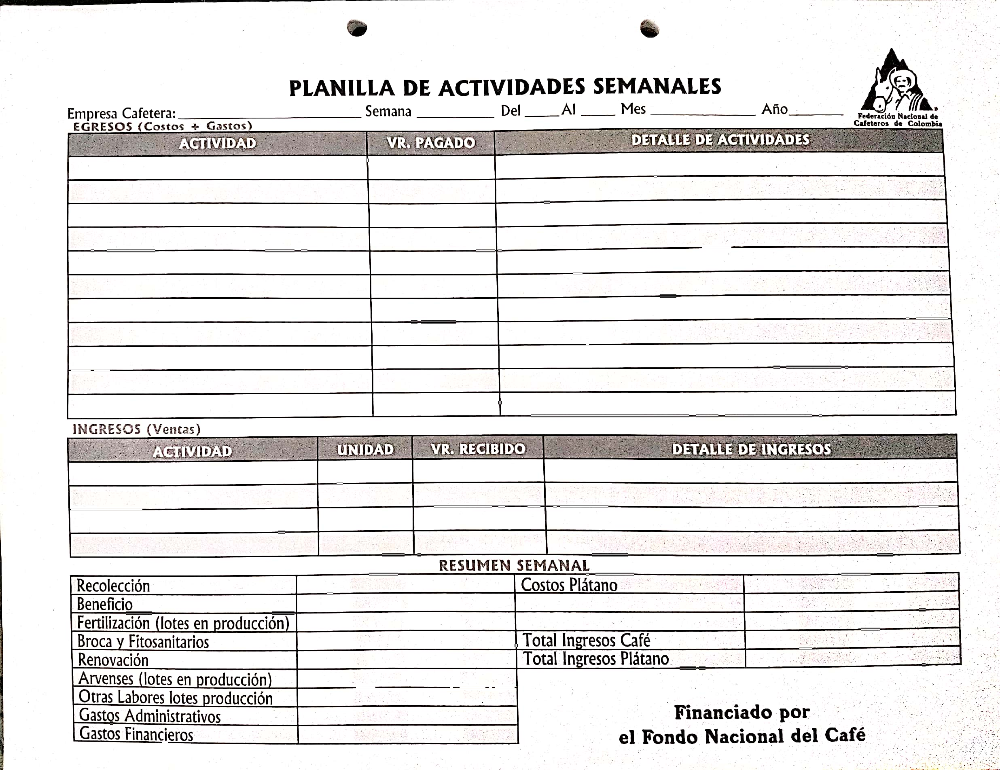 PLANILLA DE ACTIVIDADES SEMANALES
Empresa Cafetera: Semana Del Al Mes Año
Federación Nacional de
Cafeteros de Colombia
EGRESOS (Costos + Gastos)
ACTIVIDAD VR. PAGADO DETALLE DE ACTIVIDADES
INGRESOS (Ventas)
ACTIVIDAD UNIDAD VR. RECIBIDO DETALLE DE INGRESOS
RESUMEN SEMANAL
Recolección Costos Plátano
Beneficio
Fertilización (lotes en producción)
Broca y Fitosanitarios Total Ingresos Café
Renovación Total Ingresos Plátano
Arvenses (lotes en producción)
Otras Labores lotes producción
Gastos Administrativos
Gastos Financieros
Financiado por
el Fondo Nacional del Café